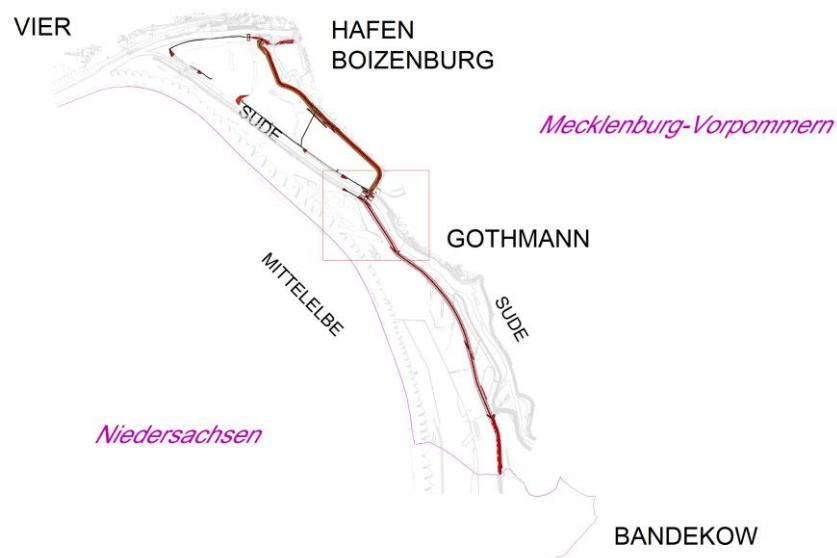 VIER
HAFEN
BOIZENBURG
SUDE
Mecklenburg-Vorpommern
GOTHMANN
MITTELELBE
SUDE
Niedersachsen
BANDEKOW